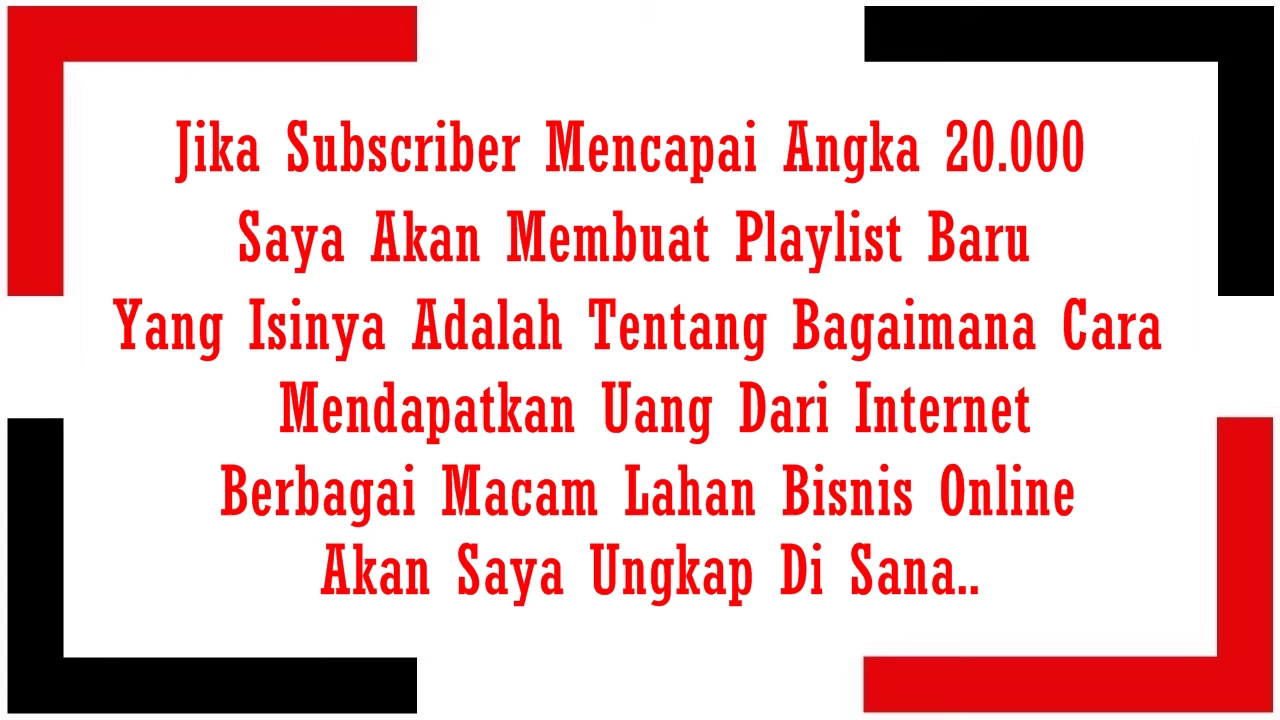 Jika Subscriber Mencapai Angka 20.000
Saya Akan Membuat Playlist Baru
Yang Isinya Adalah Tentang Bagaimana Cara
Mendapatkan Uang Dari Internet
Berbagai Macam Lahan Bisnis Online
Akan Saya Ungkap Di Sana..